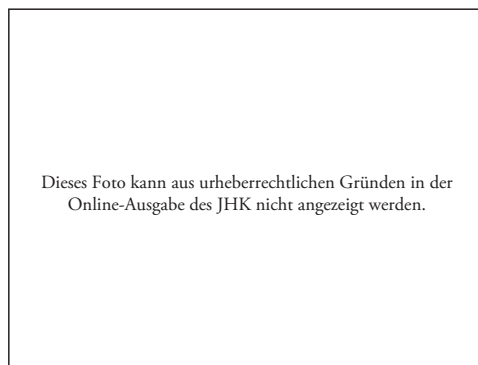 Dieses Foto kann aus urheberrechtlichen Gründen in der
Online-Ausgabe des JHK nicht angezeigt werden.